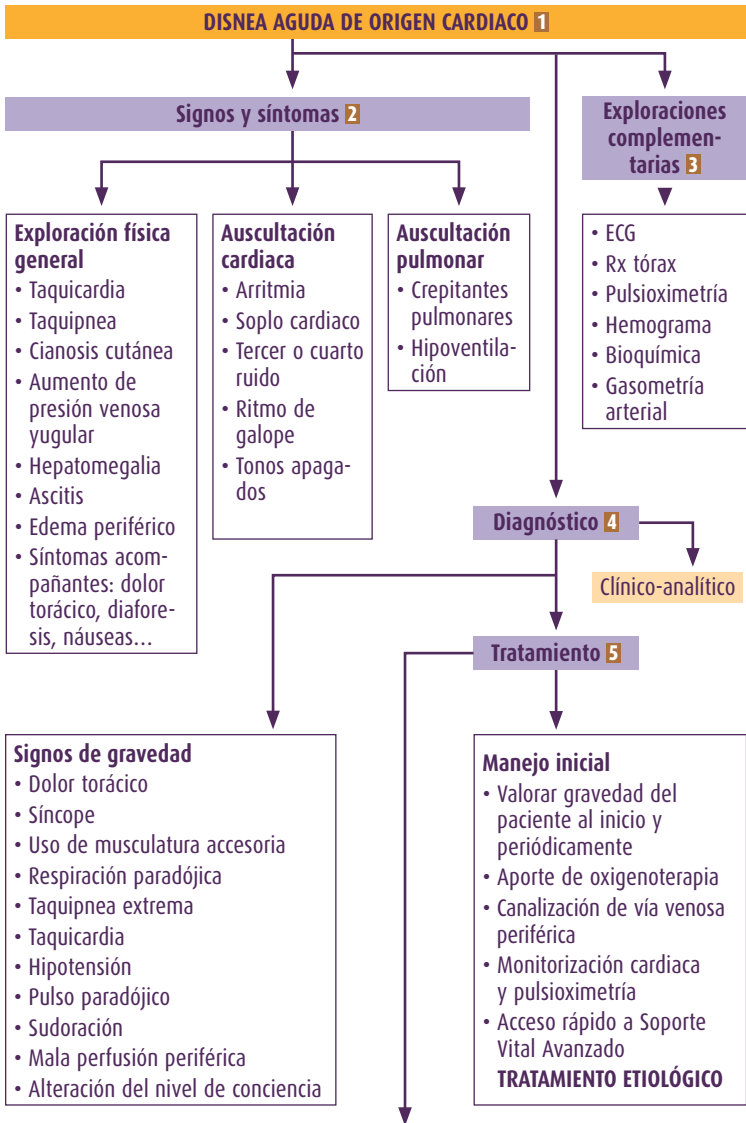 DISNEA AGUDA DE ORIGEN CARDIACO 1
Signos y síntomas 2
Exploraciones
complemen-
tarias 3
Exploración física
general
• Taquicardia
• Taquipnea
• Cianosis cutánea
• Aumento de
presión venosa
yugular
• Hepatomegalia
• Ascitis
• Edema periférico
• Síntomas acom-
pañantes: dolor
torácico, diafore-
sis, náuseas...
Auscultación
cardiaca
• Arritmia
• Soplo cardiaco
• Tercer o cuarto
ruido
• Ritmo de
galope
• Tonos apaga-
dos
Auscultación
pulmonar
• Crepitantes
pulmonares
• Hipoventila-
ción
• ECG
• Rx tórax
• Pulsioximetría
• Hemograma
• Bioquímica
• Gasometría
arterial
Diagnóstico 4
Clínico-analítico
Tratamiento 5
Signos de gravedad
• Dolor torácico
• Síncope
• Uso de musculatura accesoria
• Respiración paradójica
• Taquipnea extrema
• Taquicardia
• Hipotensión
• Pulso paradójico
• Sudoración
• Mala perfusión periférica
• Alteración del nivel de conciencia
Manejo inicial
• Valorar gravedad del
paciente al inicio y
periódicamente
• Aporte de oxigenoterapia
• Canalización de vía venosa
periférica
• Monitorización cardiaca
y pulsioximetría
• Acceso rápido a Soporte
Vital Avanzado
TRATAMIENTO ETIOLÓGICO